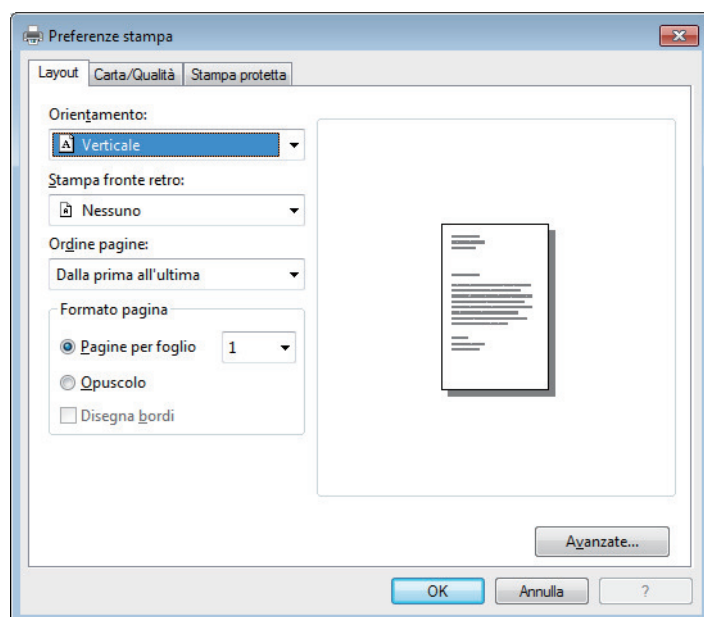 Preferenze stampa
Layout Carta/Qualità Stampa protetta
Orientamento:
A Verticale
Stampa fronte retro:
Nessuno
Ordine pagine:
Dalla prima all'ultima
Formato pagina
Pagine per foglio 1
Opuscolo
Disegna bordi
Avanzate...
OK Annulla ?